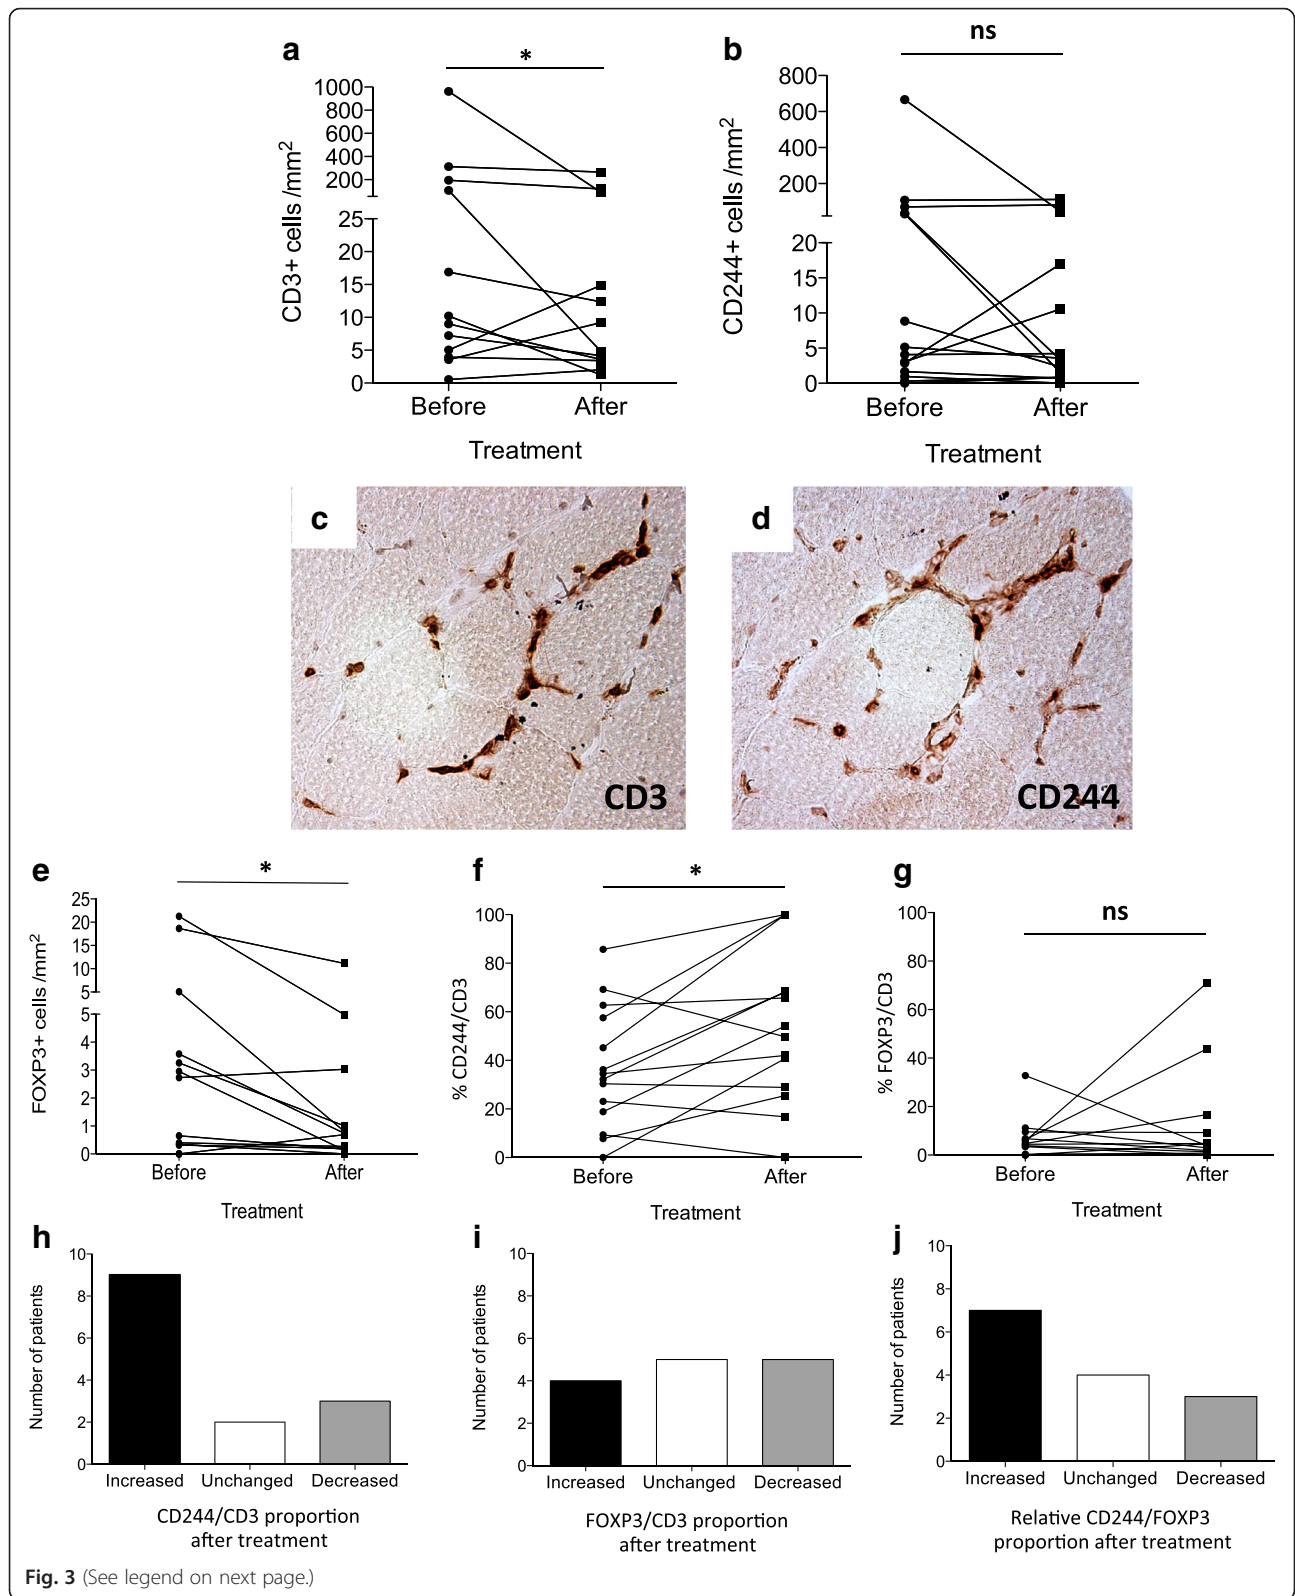 a
*
1000
800
600
400
200
25
20
15
10
5
0
CD3+ cells /mm²
Before
After
Treatment
b
ns
800
600
400
200
20
15
10
5
0
CD244+ cells /mm²
Before
After
Treatment
c
CD3
d
CD244
e
*
25
20
15
10
5
5
4
3
2
1
0
FOXP3+ cells /mm²
Before
After
Treatment
f
*
100
80
60
40
20
0
% CD244/CD3
Before
After
Treatment
g
ns
100
80
60
40
20
0
% FOXP3/CD3
Before
After
Treatment
h
10
8
6
4
2
0
Number of patients
Increased
Unchanged
Decreased
CD244/CD3 proportion
after treatment
i
10
8
6
4
2
0
Number of patients
Increased
Unchanged
Decreased
FOXP3/CD3 proportion
after treatment
j
10
8
6
4
2
0
Number of patients
Increased
Unchanged
Decreased
Relative CD244/FOXP3
proportion after treatment
Fig. 3 (See legend on next page.)